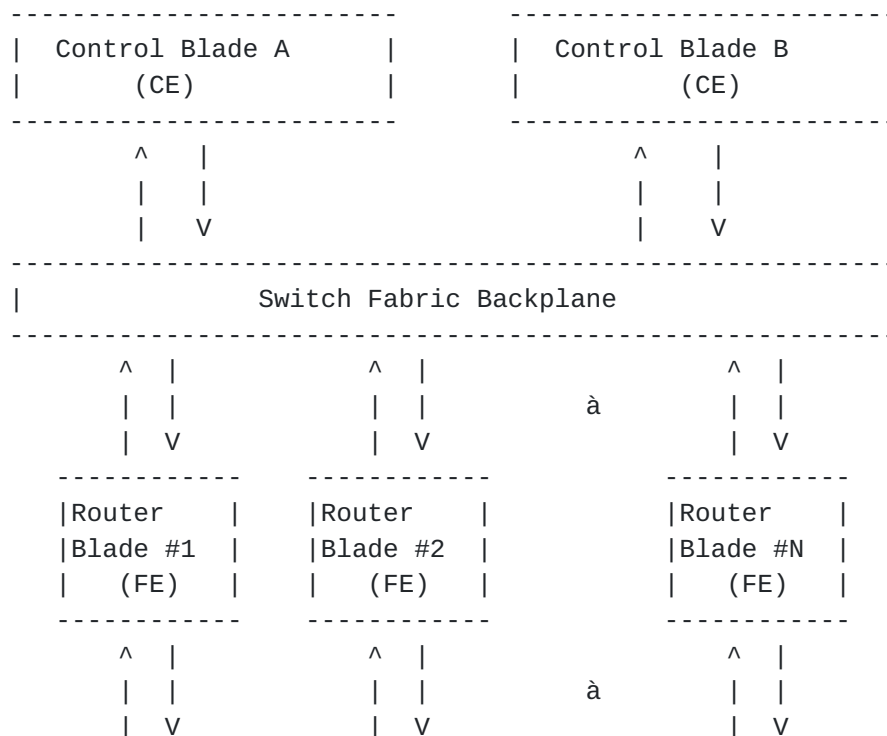 -------------------------       -------------------------
|  Control Blade A      |       |  Control Blade B
|       (CE)            |       |          (CE)
-------------------------       -------------------------
        ^   |                           ^    |
        |   |                           |    |
        |   V                           |    V
---------------------------------------------------------
|               Switch Fabric Backplane
---------------------------------------------------------
       ^  |            ^  |                   ^  |
       |  |            |  |          à        |  |
       |  V            |  V                   |  V
   ------------    ------------           ------------
   |Router    |    |Router    |           |Router    |
   |Blade #1  |    |Blade #2  |           |Blade #N  |
   |   (FE)   |    |   (FE)   |           |   (FE)   |
   ------------    ------------           ------------
       ^  |            ^  |                   ^  |
       |  |            |  |          à        |  |
       |  V            |  V                   |  V